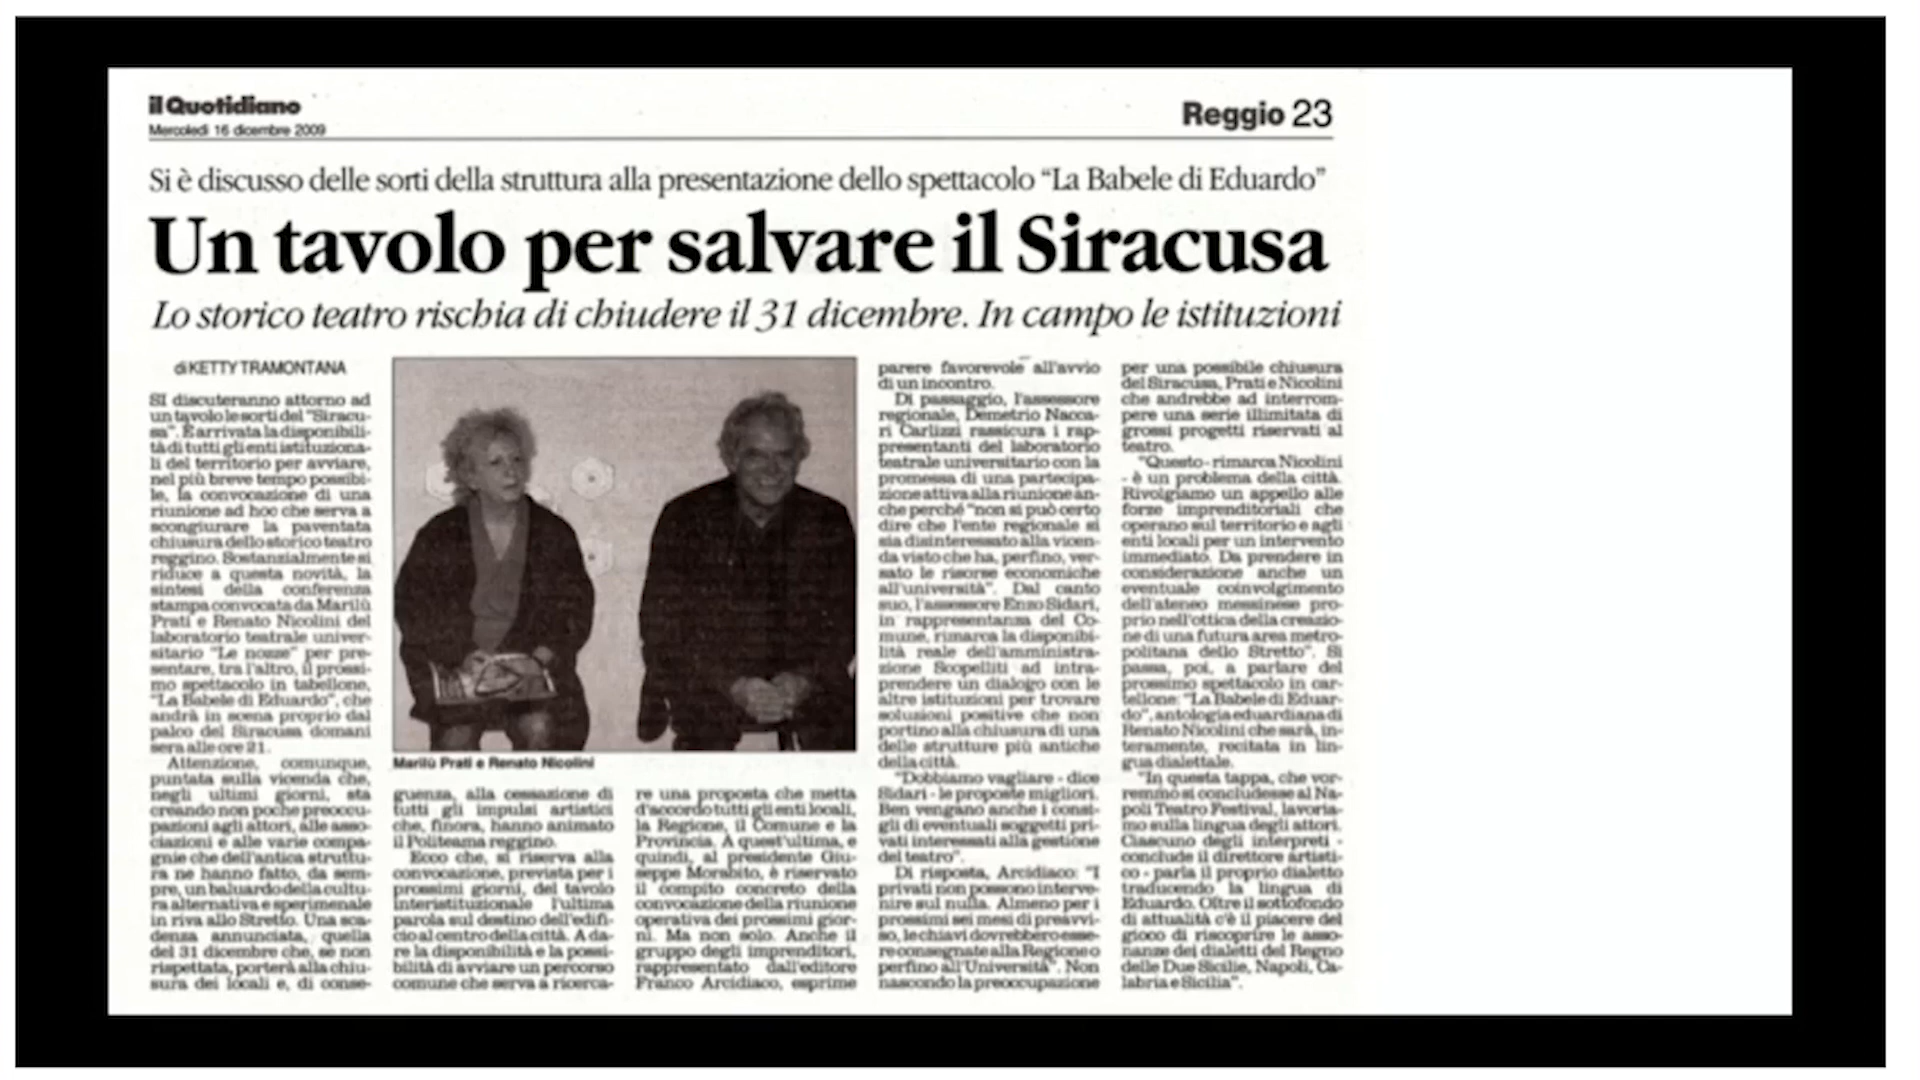 il Quotidiano
Mercoledì 16 dicembre 2009
Reggio 23
Si è discusso delle sorti della struttura alla presentazione dello spettacolo “La Babele di Eduardo”
Un tavolo per salvare il Siracusa
Lo storico teatro rischia di chiudere il 31 dicembre. In campo le istituzioni
di KETTY TRAMONTANA
SI discuteranno attorno ad
un tavolo le sorti del "Siracu-
sa". È arrivata la disponibili-
tà di tutti gli enti istituziona-
li del territorio per avviare,
nel più breve tempo possibi-
le, la convocazione di una
riunione ad hoc che serva a
scongiurare la paventata
chiusura dello storico teatro
reggino. Sostanzialmente si
riduce a questa novità, la
sintesi della conferenza
stampa convocata da Marilù
Prati e Renato Nicolini del
laboratorio teatrale univer-
sitario "Le nozze" per pre-
sentare, tra l'altro, il prossi-
mo spettacolo in tabellone,
"La Babele di Eduardo", che
andrà in scena proprio dal
palco del Siracusa domani
sera alle ore 21.
Attenzione, comunque,
puntata sulla vicenda che,
negli ultimi giorni, sta
creando non poche preoccu-
pazioni agli attori, alle asso-
ciazioni e alle varie compa-
gnie che dell'antica struttu-
ra ne hanno fatto, da sem-
pre, un baluardo della cultu-
ra alternativa e sperimenale
in riva allo Stretto. Una sca-
denza annunciata, quella
del 31 dicembre che, se non
rispettata, porterà alla chiu-
sura dei locali e, di conse-
Marilù Prati e Renato Nicolini
guenza, alla cessazione di
tutti gli impulsi artistici
che, finora, hanno animato
il Politeama reggino.
Ecco che, si riserva alla
convocazione, prevista per i
prossimi giorni, del tavolo
interistituzionale l'ultima
parola sul destino dell'edifi-
cio al centro della città. A da-
re la disponibilità e la possi-
bilità di avviare un percorso
comune che serva a ricerca-
re una proposta che metta
d'accordo tutti gli enti locali,
la Regione, il Comune e la
Provincia. A quest'ultima, e
quindi, al presidente Giu-
seppe Morabito, è riservato
il compito concreto della
convocazione della riunione
operativa dei prossimi gior-
ni. Ma non solo. Anche il
gruppo degli imprenditori,
rappresentato dall'editore
Franco Arcidiaco, esprime
parere favorevole all'avvio
di un incontro.
Di passaggio, l'assessore
regionale, Demetrio Nacca-
ri Carlizzi rassicura i rap-
presentanti del laboratorio
teatrale universitario con la
promessa di una partecipa-
zione attiva alla riunione an-
che perché "non si può certo
dire che l'ente regionale si
sia disinteressato alla vicen-
da visto che ha, perfino, ver-
sato le risorse economiche
all'università". Dal canto
suo, l'assessore Enzo Sidari,
in rappresentanza del Co-
mune, rimarca la disponibi-
lità reale dell'amministra-
zione Scopelliti ad intra-
prendere un dialogo con le
altre istituzioni per trovare
soluzioni positive che non
portino alla chiusura di una
delle strutture più antiche
della città.
"Dobbiamo vagliare - dice
Sidari - le proposte migliori.
Ben vengano anche i consi-
gli di eventuali soggetti pri-
vati interessati alla gestione
del teatro".
Di risposta, Arcidiaco: "I
privati non possono interve-
nire sul nulla. Almeno per i
prossimi sei mesi di preavvi-
so, le chiavi dovrebbero esse-
re consegnate alla Regione o
perfino all'Università". Non
nascondo la preoccupazione
per una possibile chiusura
del Siracusa, Prati e Nicolini
che andrebbe ad interrom-
pere una serie illimitata di
grossi progetti riservati al
teatro.
"Questo - rimarca Nicolini
- è un problema della città.
Rivolgiamo un appello alle
forze imprenditoriali che
operano sul territorio e agli
enti locali per un intervento
immediato. Da prendere in
considerazione anche un
eventuale coinvolgimento
dell'ateneo messinese pro-
prio nell'ottica della creazio-
ne di una futura area metro-
politana dello Stretto". Si
passa, poi, a parlare del
prossimo spettacolo in car-
tellone: "La Babele di Eduar-
do", antologia eduardiana di
Renato Nicolini che sarà, in-
teramente, recitata in lin-
gua dialettale.
"In questa tappa, che vor-
remmo si concludesse al Na-
poli Teatro Festival, lavoria-
mo sulla lingua degli attori.
Ciascuno degli interpreti -
conclude il direttore artisti-
co - parla il proprio dialetto
traducendo la lingua di
Eduardo. Oltre il sottofondo
di attualità c'è il piacere del
gioco di riscoprire le asso-
nanze dei dialetti del Regno
delle Due Sicilie, Napoli, Ca-
labria e Sicilia".